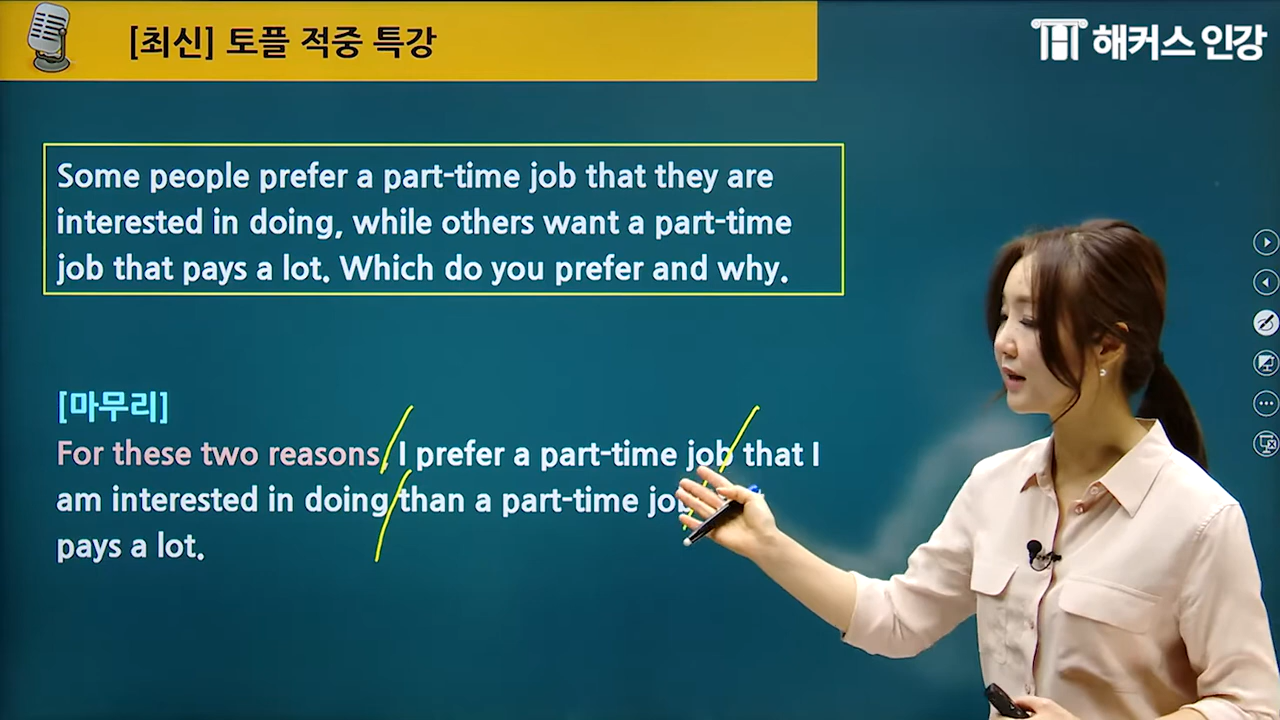 [최신] 토플 적중 특강
해커스 인강
Some people prefer a part-time job that they are
interested in doing, while others want a part-time
job that pays a lot. Which do you prefer and why.
[마무리]
For these two reasons, I prefer a part-time job that I
am interested in doing than a part-time
pays a lot.